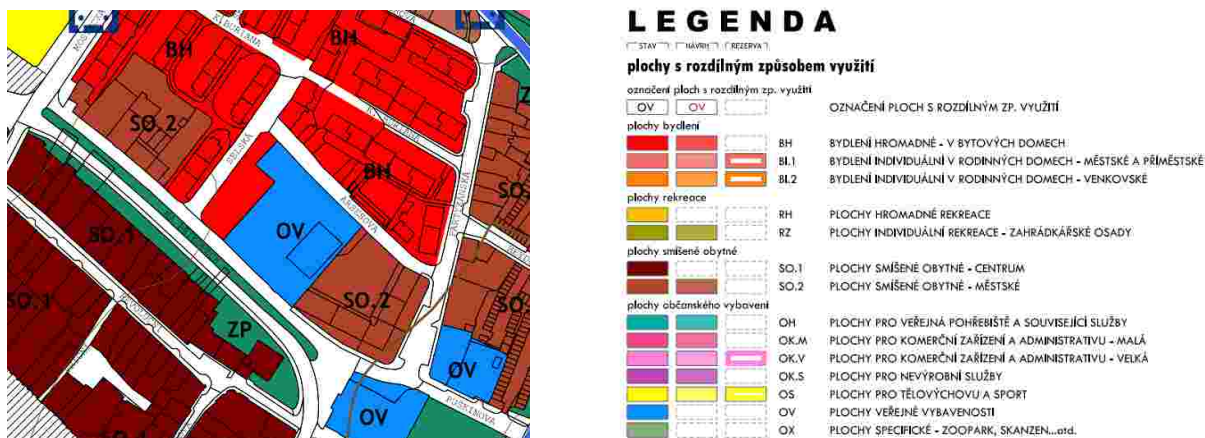 KYBURIANA
BH
BH
SO.2
SELSKÁ
BH
PARTYZÁNSKÁ
ANENSKÁ
SO.1
OV
SO.2
SO.1
ZP
OV
OV
PUŠKINOVA
LEGENDA
STAV NÁVRH REZERVA
plochy s rozdílným způsobem využití
označení ploch s rozdílným zp. využití
OV OV OZNAČENÍ PLOCH S ROZDÍLNÝM ZP. VYUŽITÍ
plochy bydlení
BH BYDLENÍ HROMADNÉ - V BYTOVÝCH DOMECH
BI.1 BYDLENÍ INDIVIDUÁLNÍ V RODINNÝCH DOMECH - MĚSTSKÉ A PŘÍMĚSTSKÉ
BI.2 BYDLENÍ INDIVIDUÁLNÍ V RODINNÝCH DOMECH - VENKOVSKÉ
plochy rekreace
RH PLOCHY HROMADNÉ REKREACE
RZ PLOCHY INDIVIDUÁLNÍ REKREACE - ZAHRÁDKÁŘSKÉ OSADY
plochy smíšené obytné
SO.1 PLOCHY SMÍŠENÉ OBYTNÉ - CENTRUM
SO.2 PLOCHY SMÍŠENÉ OBYTNÉ - MĚSTSKÉ
plochy občanského vybavení
OH PLOCHY PRO VEŘEJNÁ POHŘEBIŠTĚ A SOUVISEJÍCÍ SLUŽBY
OK.M PLOCHY PRO KOMERČNÍ ZAŘÍZENÍ A ADMINISTRATIVU - MALÁ
OK.V PLOCHY PRO KOMERČNÍ ZAŘÍZENÍ A ADMINISTRATIVU - VELKÁ
OK.S PLOCHY PRO NEVÝROBNÍ SLUŽBY
OS PLOCHY PRO TĚLOVÝCHOVU A SPORT
OV PLOCHY VEŘEJNÉ VYBAVENOSTI
OX PLOCHY SPECIFICKÉ - ZOOPARK, SKANZEN...atd.